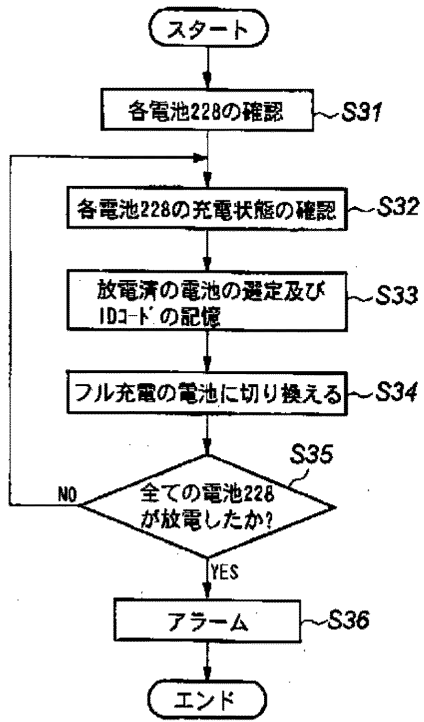 スタート
各電池228の確認
S31
各電池228の充電状態の確認
S32
放電済の電池の選定及び
IDコードの記憶
S33
フル充電の電池に切り換える
S34
S35
全ての電池228
が放電したか?
NO
YES
アラーム
S36
エンド